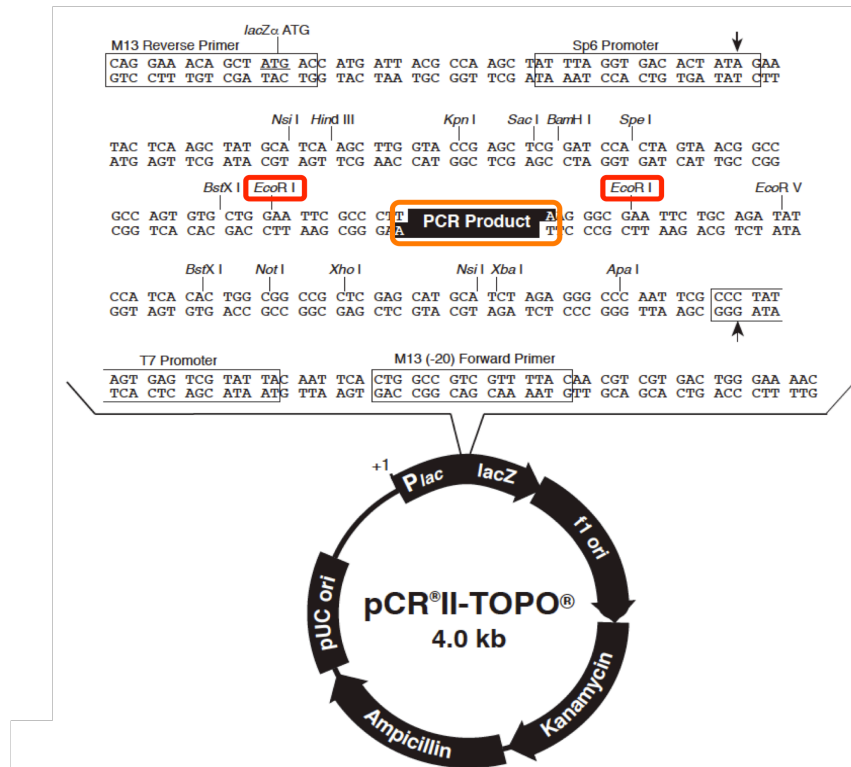 lacZα ATG
M13 Reverse Primer
Sp6 Promoter
CAG GAA ACA GCT ATG ACC ATG ATT ACG CCA AGC TAT TTA GGT GAC ACT ATA GAA
GTC CTT TGT CGA TAC TGG TAC TAA TGC GGT TCG ATA AAT CCA CTG TGA TAT CTT
Nsi I Hind III Kpn I Sac I BamH I Spe I
TAC TCA AGC TAT GCA TCA AGC TTG GTA CCG AGC TCG GAT CCA CTA GTA ACG GCC
ATG AGT TCG ATA CGT AGT TCG AAC CAT GGC TCG AGC CTA GGT GAT CAT TGC CGG
BstX I EcoR I EcoR I EcoR V
GCC AGT GTG CTG GAA TTC GCC CTT PCR Product AAG GGC GAA TTC TGC AGA TAT
CGG TCA CAC GAC CTT AAG CGG GAA TTC CCG CTT AAG ACG TCT ATA
BstX I Not I Xho I Nsi I Xba I Apa I
CCA TCA CAC TGG CGG CCG CTC GAG CAT GCA TCT AGA GGG CCC AAT TCG CCC TAT
GGT AGT GTG ACC GCC GGC GAG CTC GTA CGT AGA TCT CCC GGG TTA AGC GGG ATA
T7 Promoter M13 (-20) Forward Primer
AGT GAG TCG TAT TAC AAT TCA CTG GCC GTC GTT TTA CAA CGT CGT GAC TGG GAA AAC
TCA CTC AGC ATA ATG TTA AGT GAC CGG CAG CAA AAT GTT GCA GCA CTG ACC CTT TTG
+1
Plac lacZ
f1 ori
pUC ori
pCR®II-TOPO®
4.0 kb
Kanamycin
Ampicillin